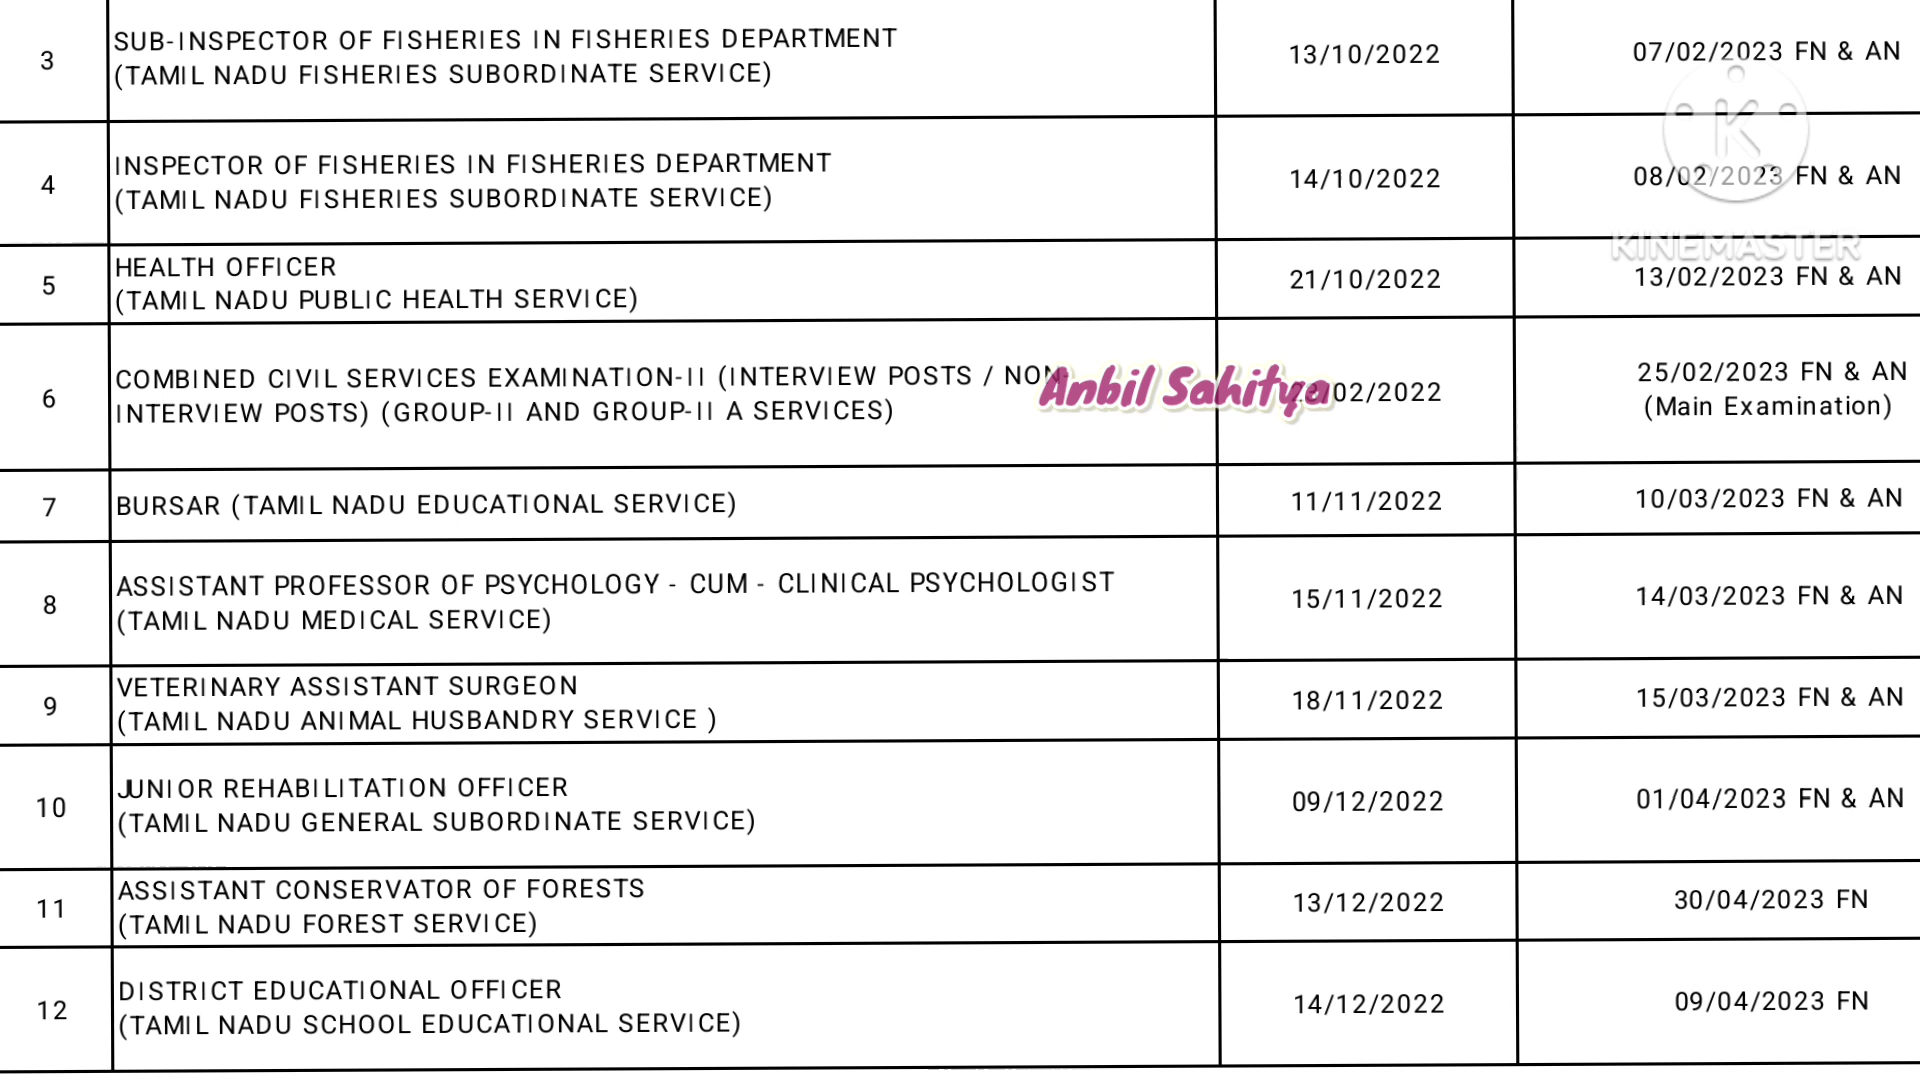 3
SUB-INSPECTOR OF FISHERIES IN FISHERIES DEPARTMENT
(TAMIL NADU FISHERIES SUBORDINATE SERVICE)
13/10/2022
07/02/2023 FN & AN
4
INSPECTOR OF FISHERIES IN FISHERIES DEPARTMENT
(TAMIL NADU FISHERIES SUBORDINATE SERVICE)
14/10/2022
08/02/2023 FN & AN
KINEMASTER
5
HEALTH OFFICER
(TAMIL NADU PUBLIC HEALTH SERVICE)
21/10/2022
13/02/2023 FN & AN
6
COMBINED CIVIL SERVICES EXAMINATION-II (INTERVIEW POSTS / NON-
INTERVIEW POSTS) (GROUP-II AND GROUP-II A SERVICES)
Anbil Sahitya
/02/2022
25/02/2023 FN & AN
(Main Examination)
7
BURSAR (TAMIL NADU EDUCATIONAL SERVICE)
11/11/2022
10/03/2023 FN & AN
8
ASSISTANT PROFESSOR OF PSYCHOLOGY - CUM - CLINICAL PSYCHOLOGIST
(TAMIL NADU MEDICAL SERVICE)
15/11/2022
14/03/2023 FN & AN
9
VETERINARY ASSISTANT SURGEON
(TAMIL NADU ANIMAL HUSBANDRY SERVICE )
18/11/2022
15/03/2023 FN & AN
10
JUNIOR REHABILITATION OFFICER
(TAMIL NADU GENERAL SUBORDINATE SERVICE)
09/12/2022
01/04/2023 FN & AN
11
ASSISTANT CONSERVATOR OF FORESTS
(TAMIL NADU FOREST SERVICE)
13/12/2022
30/04/2023 FN
12
DISTRICT EDUCATIONAL OFFICER
(TAMIL NADU SCHOOL EDUCATIONAL SERVICE)
14/12/2022
09/04/2023 FN